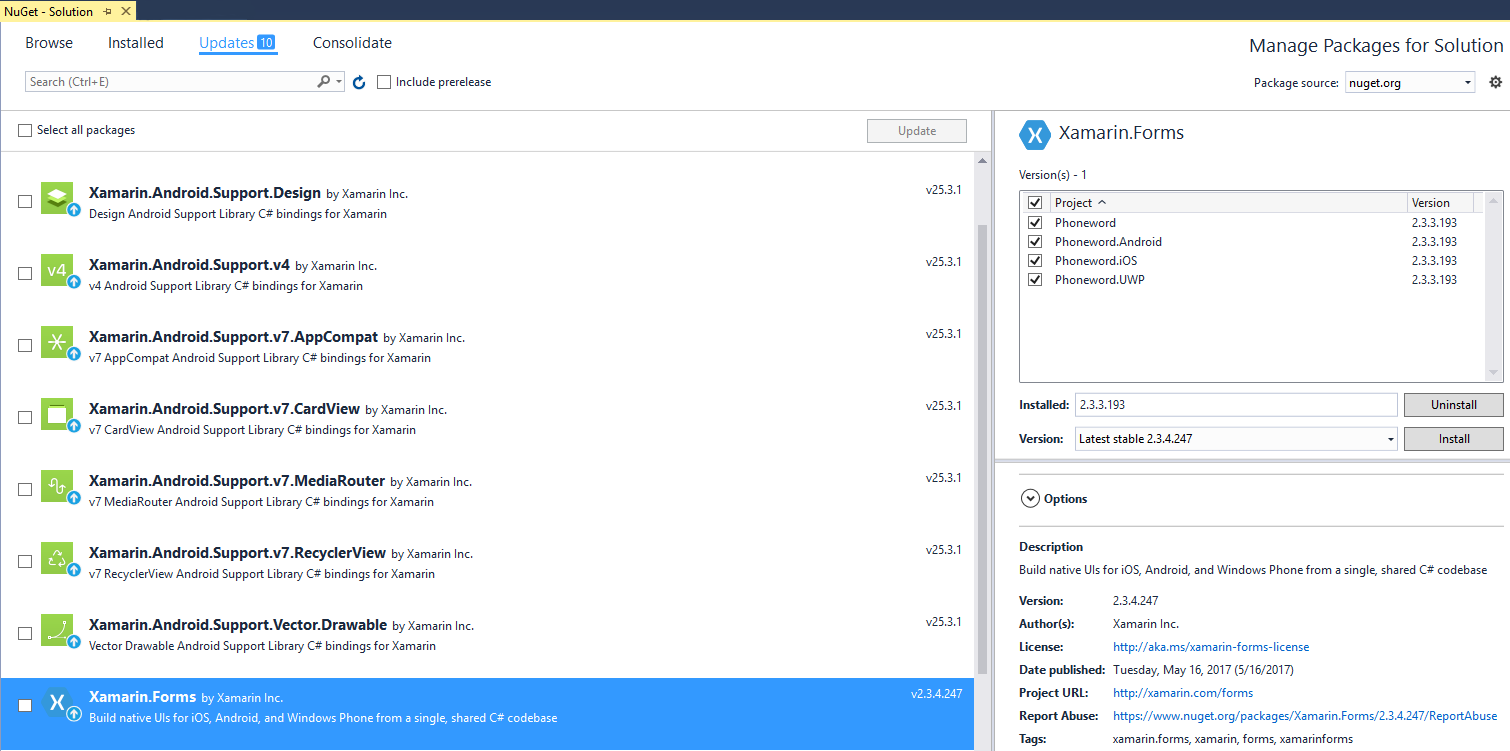 NuGet - Solution
Browse Installed Updates 10 Consolidate
Manage Packages for Solution
Search (Ctrl+E) Include prerelease
Package source: nuget.org
Select all packages Update
Xamarin.Android.Support.Design by Xamarin Inc. v25.3.1
Design Android Support Library C# bindings for Xamarin
v4 Xamarin.Android.Support.v4 by Xamarin Inc. v25.3.1
v4 Android Support Library C# bindings for Xamarin
Xamarin.Android.Support.v7.AppCompat by Xamarin Inc. v25.3.1
v7 AppCompat Android Support Library C# bindings for Xamarin
Xamarin.Android.Support.v7.CardView by Xamarin Inc. v25.3.1
v7 CardView Android Support Library C# bindings for Xamarin
Xamarin.Android.Support.v7.MediaRouter by Xamarin Inc. v25.3.1
v7 MediaRouter Android Support Library C# bindings for Xamarin
Xamarin.Android.Support.v7.RecyclerView by Xamarin Inc. v25.3.1
v7 RecyclerView Android Support Library C# bindings for Xamarin
Xamarin.Android.Support.Vector.Drawable by Xamarin Inc. v25.3.1
Vector Drawable Android Support Library C# bindings for Xamarin
Xamarin.Forms by Xamarin Inc. v2.3.4.247
Build native UIs for iOS, Android, and Windows Phone from a single, shared C# codebase
Xamarin.Forms
Version(s) - 1
Project Version
Phoneword 2.3.3.193
Phoneword.Android 2.3.3.193
Phoneword.iOS 2.3.3.193
Phoneword.UWP 2.3.3.193
Installed: 2.3.3.193 Uninstall
Version: Latest stable 2.3.4.247 Install
Options
Description
Build native UIs for iOS, Android, and Windows Phone from a single, shared C# codebase
Version: 2.3.4.247
Author(s): Xamarin Inc.
License: http://aka.ms/xamarin-forms-license
Date published: Tuesday, May 16, 2017 (5/16/2017)
Project URL: http://xamarin.com/forms
Report Abuse: https://www.nuget.org/packages/Xamarin.Forms/2.3.4.247/ReportAbuse
Tags: xamarin.forms, xamarin, forms, xamarinforms